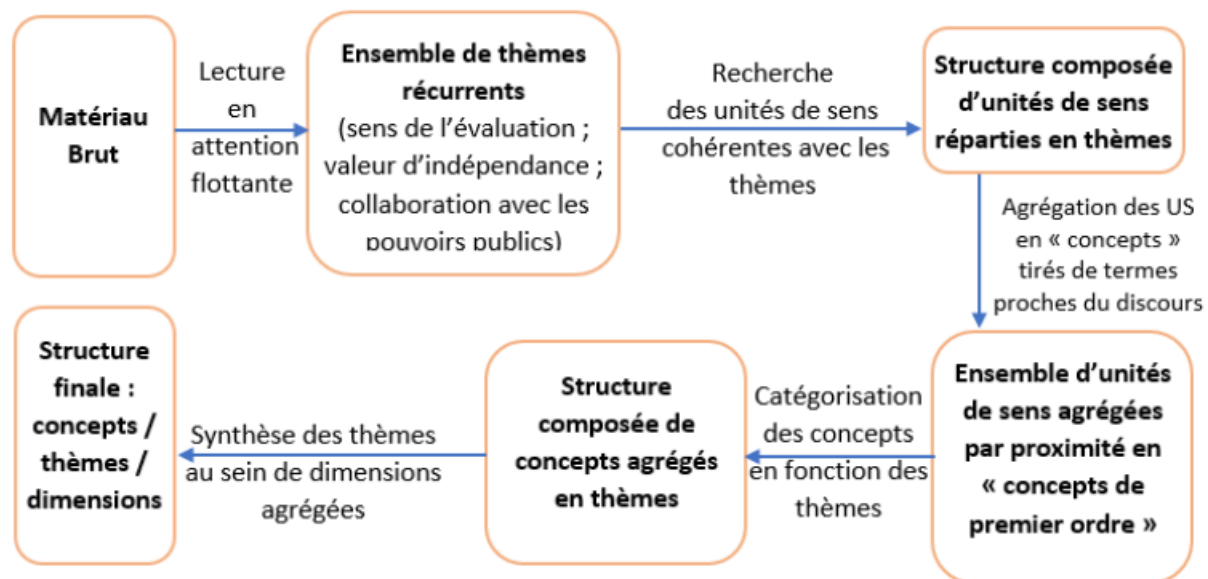 Matériau
Brut
Lecture
en
attention
flottante
Ensemble de thèmes
récurrents
(sens de l'évaluation ;
valeur d'indépendance ;
collaboration avec les
pouvoirs publics)
Recherche
des unités de sens
cohérentes avec les
thèmes
Structure composée
d'unités de sens
réparties en thèmes
Agrégation des US
en « concepts »
tirés de termes
proches du discours
Ensemble d'unités
de sens agrégées
par proximité en
« concepts de
premier ordre »
Catégorisation
des concepts
en fonction des
thèmes
Structure
composée de
concepts agrégés
en thèmes
Synthèse des thèmes
au sein de dimensions
agrégées
Structure
finale :
concepts /
thèmes /
dimensions